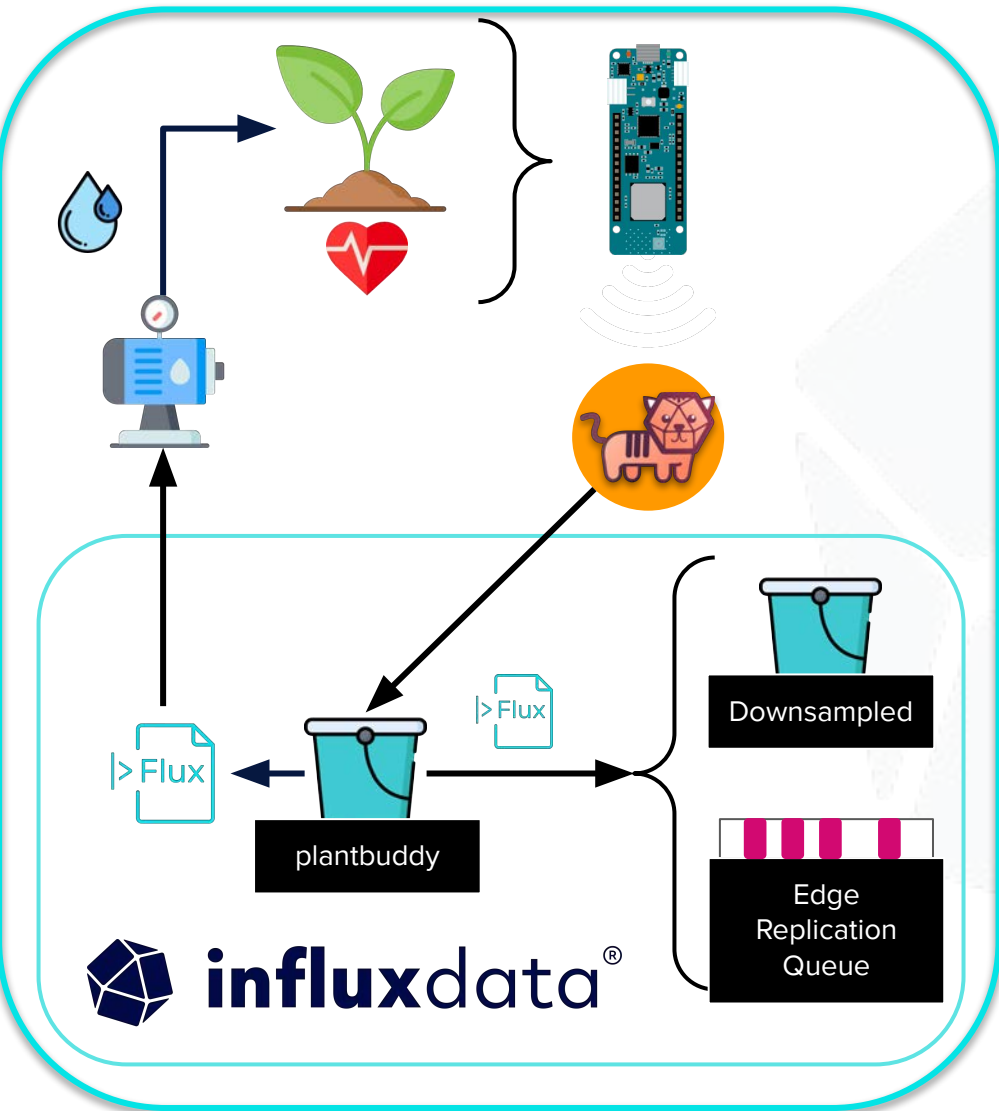 Downsampled
|> Flux
|> Flux
plantbuddy
Edge
Replication
Queue
influxdata®